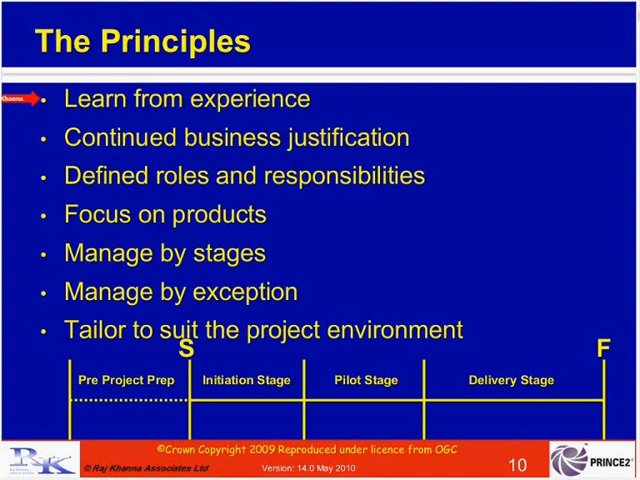 The Principles
Khanna
• Learn from experience
• Continued business justification
• Defined roles and responsibilities
• Focus on products
• Manage by stages
• Manage by exception
• Tailor to suit the project environment
S F
Pre Project Prep Initiation Stage Pilot Stage Delivery Stage
©Crown Copyright 2009 Reproduced under licence from OGC
RK © Raj Khanna Associates Ltd Version: 14.0 May 2010 10 PRINCE2